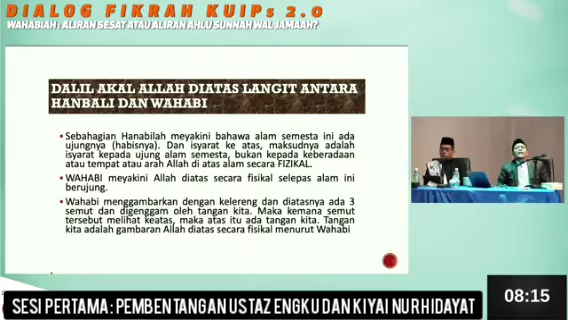 DIALOG FIKRAH KUIPs 2.0
WAHABIAH : ALIRAN SESAT ATAU ALIRAN AHLU SUNNAH WAL JAMAAH?
DALIL AKAL ALLAH DIATAS LANGIT ANTARA
HANBALI DAN WAHABI
Sebahagian Hanabilah meyakini bahawa alam semesta ini ada
ujungnya (habisnya). Dan isyarat ke atas, maksudnya adalah
isyarat kepada ujung alam semesta, bukan kepada keberadaan
atau tempat atau arah Allah di atas alam secara FIZIKAL.
WAHABI meyakini Allah diatas secara fisikal selepas alam ini
berujung.
Wahabi menggambarkan dengan kelereng dan diatasnya ada 3
semut dan digenggam oleh tangan kita. Maka kemana semut
tersebut melihat keatas, maka atas itu ada tangan kita. Tangan
kita adalah gambaran Allah diatas secara fisikal menurut Wahabi
SESI PERTAMA : PEMBENTANGAN USTAZ ENGKU DAN KIYAI NURHIDAYAT
08:15